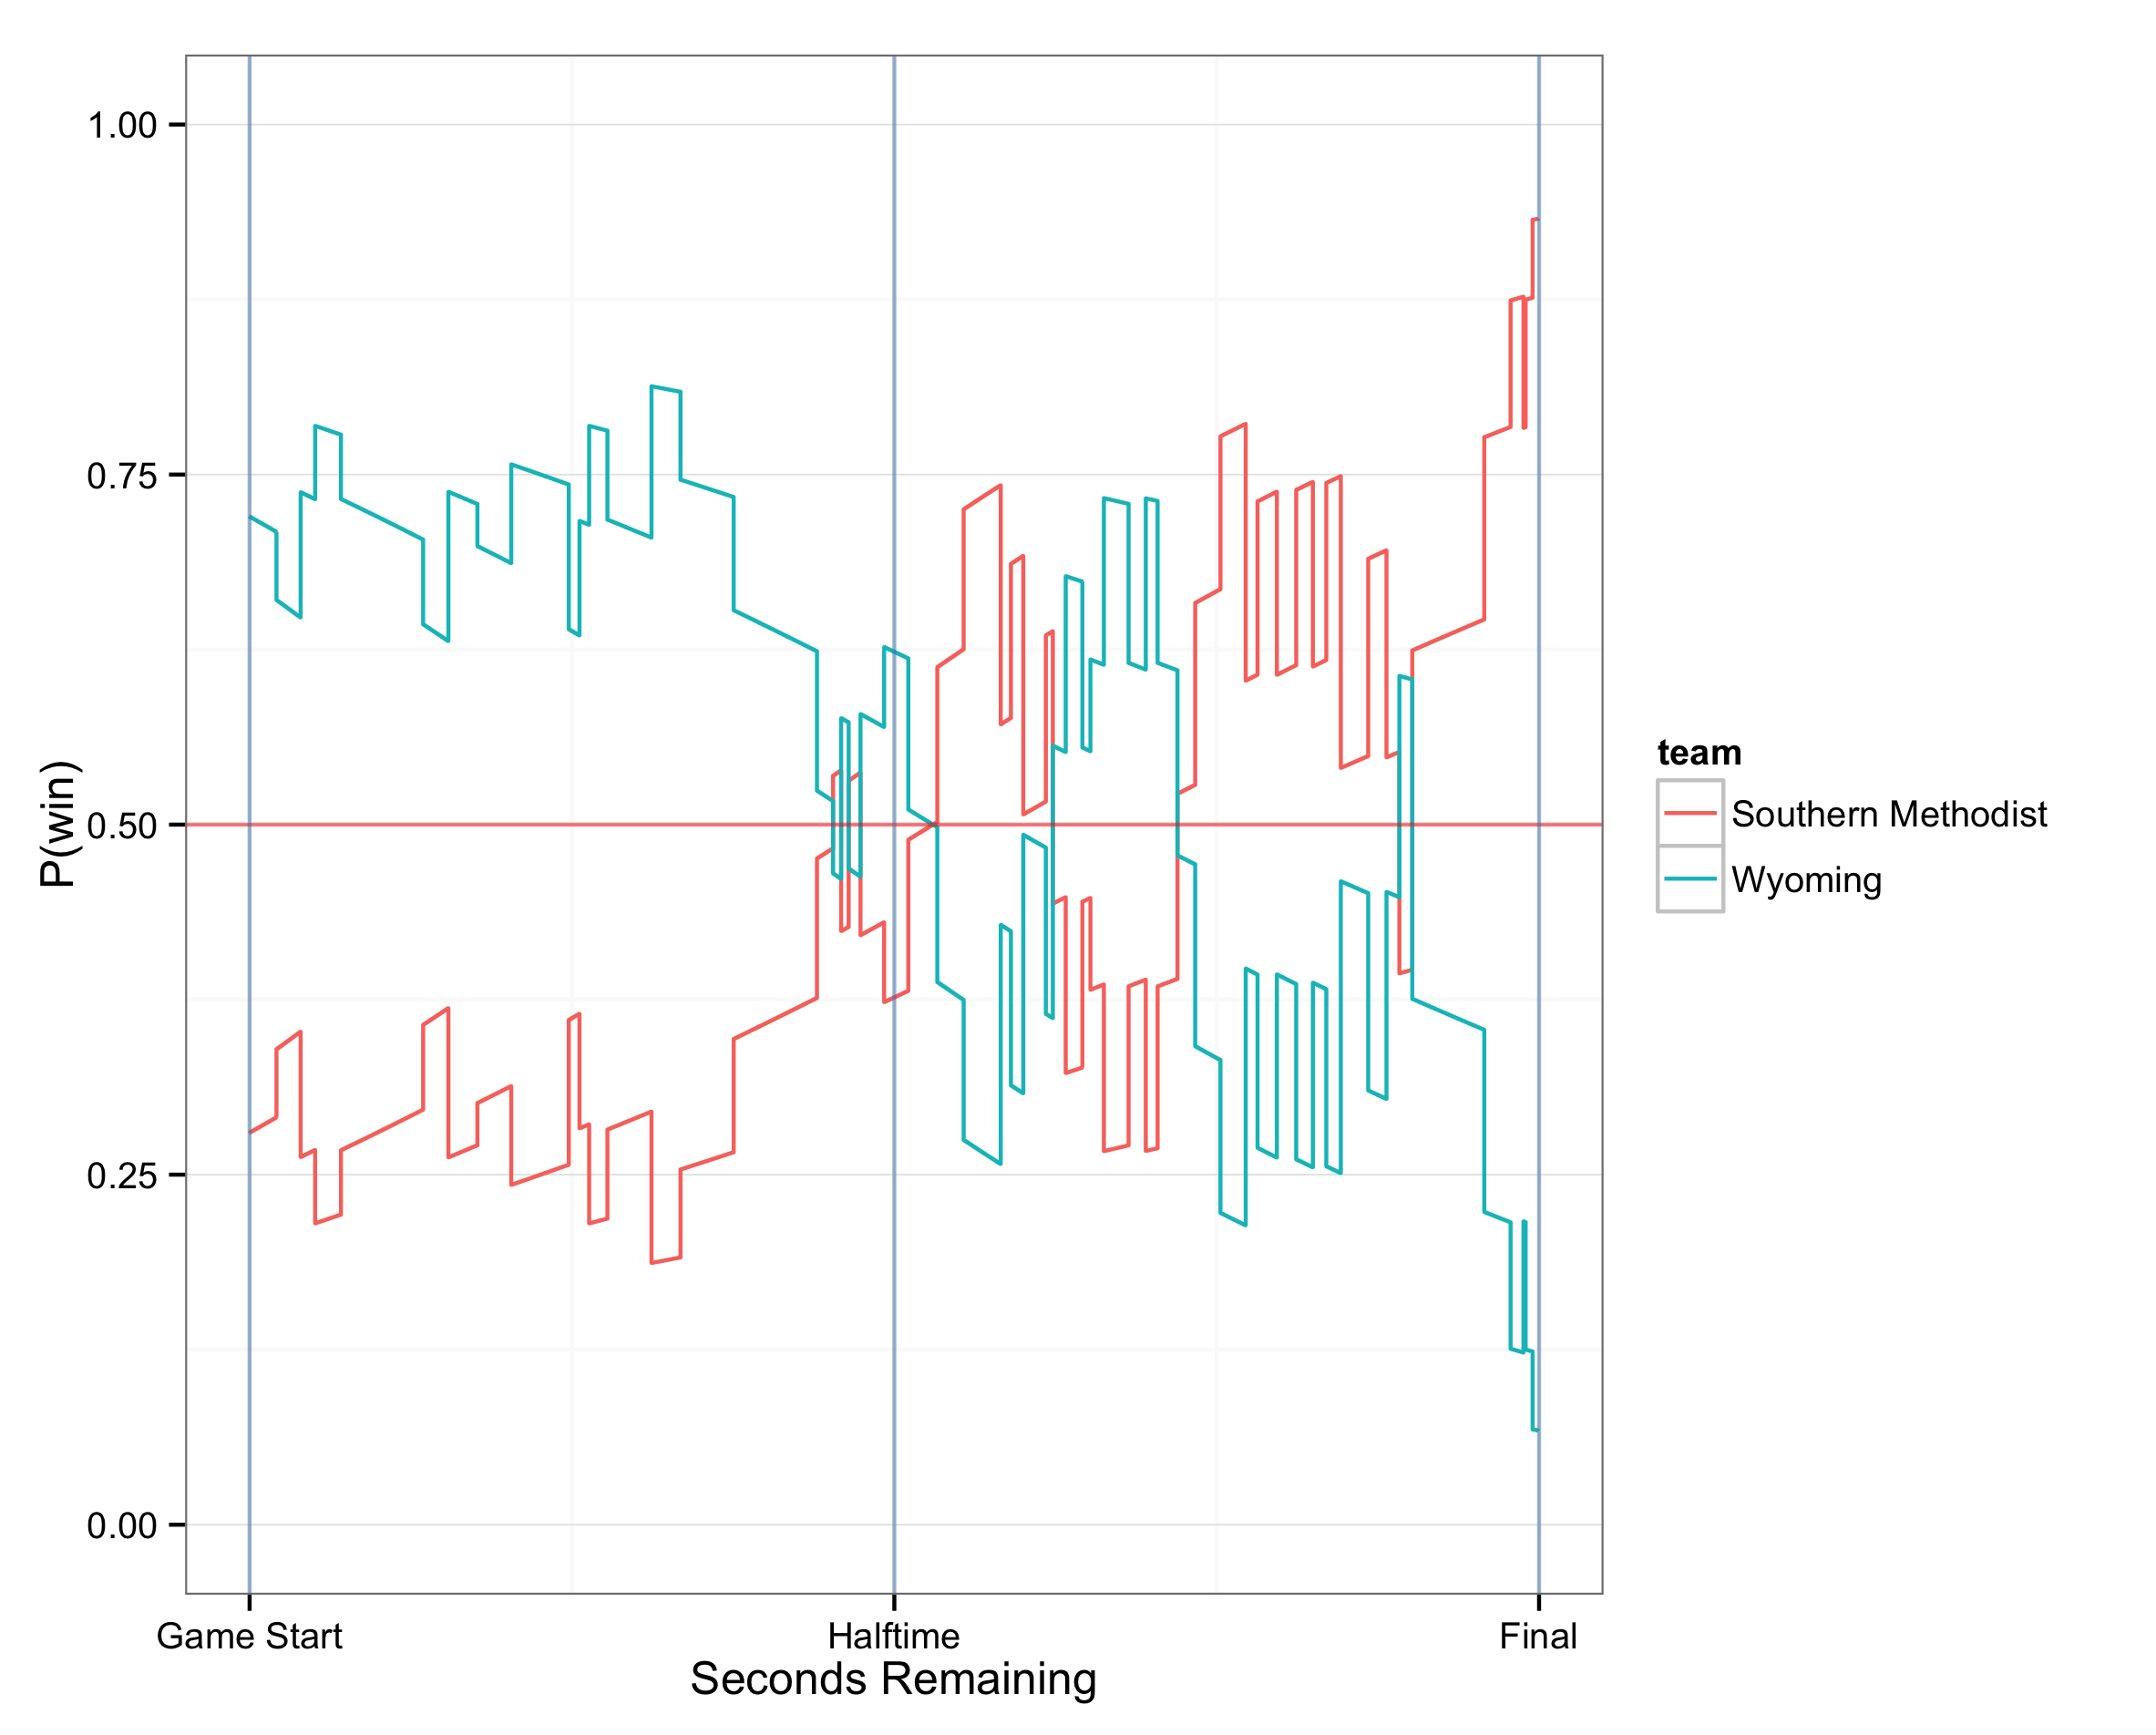 1.00
0.75
0.50
0.25
0.00
P(win)
Game Start
Halftime
Final
Seconds Remaining
team
Southern Methodist
Wyoming